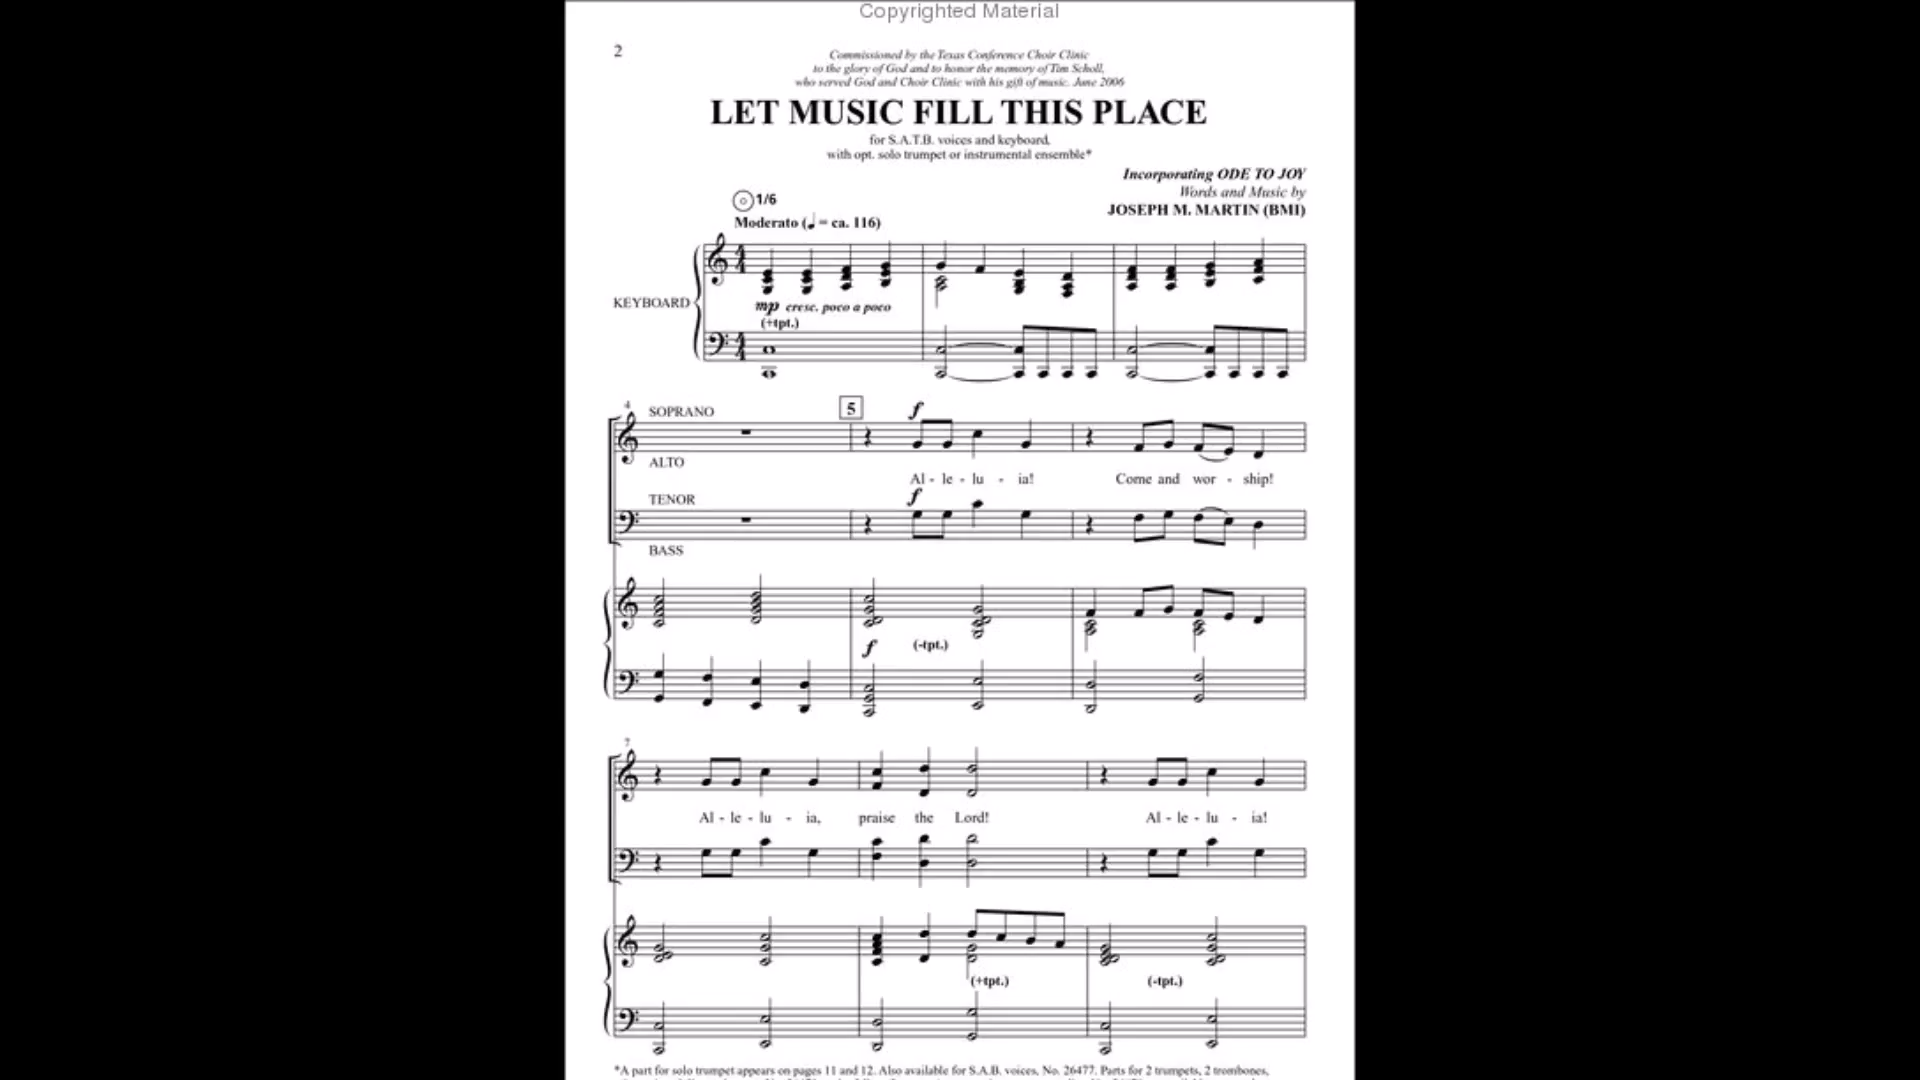 Copyrighted Material
2
Commissioned by the Texas Conference Choir Clinic
to the glory of God and to honor the memory of Tim Scholl,
who served God and Choir Clinic with his gift of music. June 2006
LET MUSIC FILL THIS PLACE
for S.A.T.B. voices and keyboard,
with opt. solo trumpet or instrumental ensemble*
Incorporating ODE TO JOY
Words and Music by
JOSEPH M. MARTIN (BMI)
1/6
Moderato (♩ = ca. 116)
KEYBOARD
mp cresc. poco a poco
(+tpt.)
4
SOPRANO
5
f
ALTO
Al - le - lu - ia! Come and wor - ship!
TENOR
f
BASS
f (-tpt.)
7
Al - le - lu - ia, praise the Lord! Al - le - lu - ia!
(+tpt.) (-tpt.)
*A part for solo trumpet appears on pages 11 and 12. Also available for S.A.B. voices, No. 26477. Parts for 2 trumpets, 2 trombones,